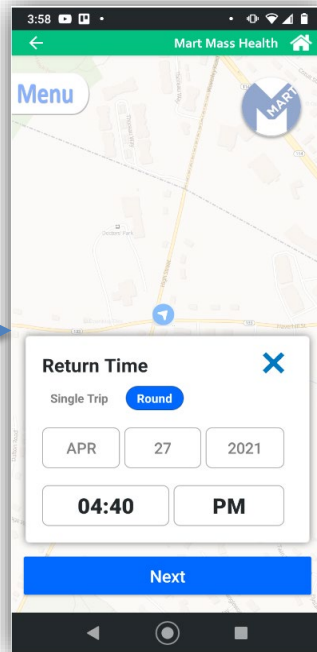 3:58
Mart Mass Health
Menu
MART
Return Time
Single Trip Round
APR 27 2021
04:40 PM
Next